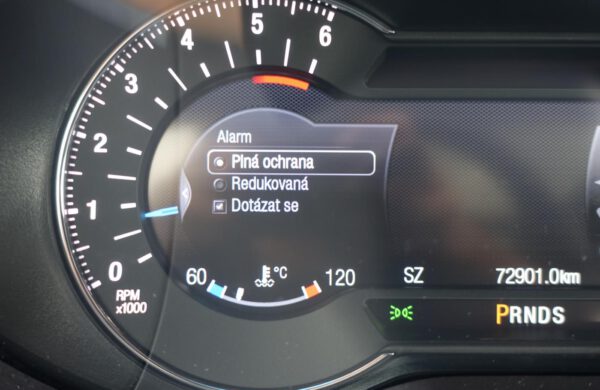 6
5
4
3
2
1
0
RPM
x1000
Alarm
Plná ochrana
Redukovaná
Dotázat se
60 °C 120
SZ 72901.0km
PRNDS